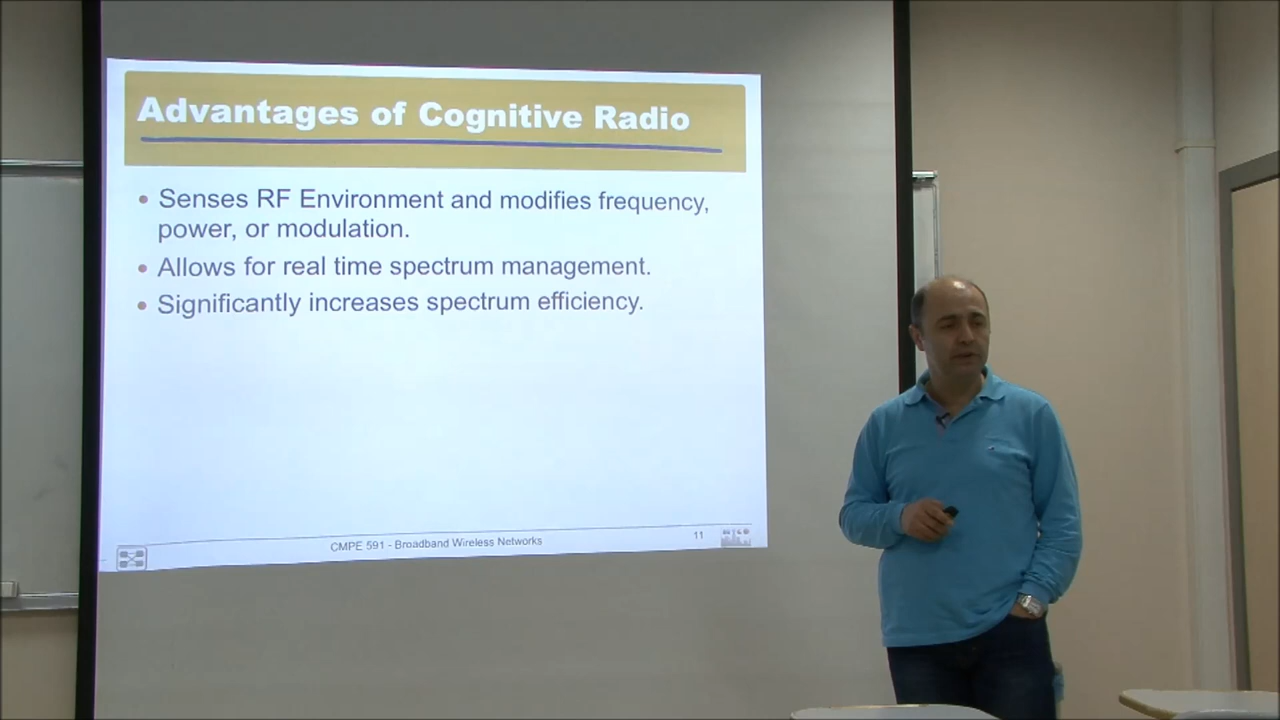 Advantages of Cognitive Radio
• Senses RF Environment and modifies frequency,
power, or modulation.
• Allows for real time spectrum management.
• Significantly increases spectrum efficiency.
CMPE 591 - Broadband Wireless Networks
11